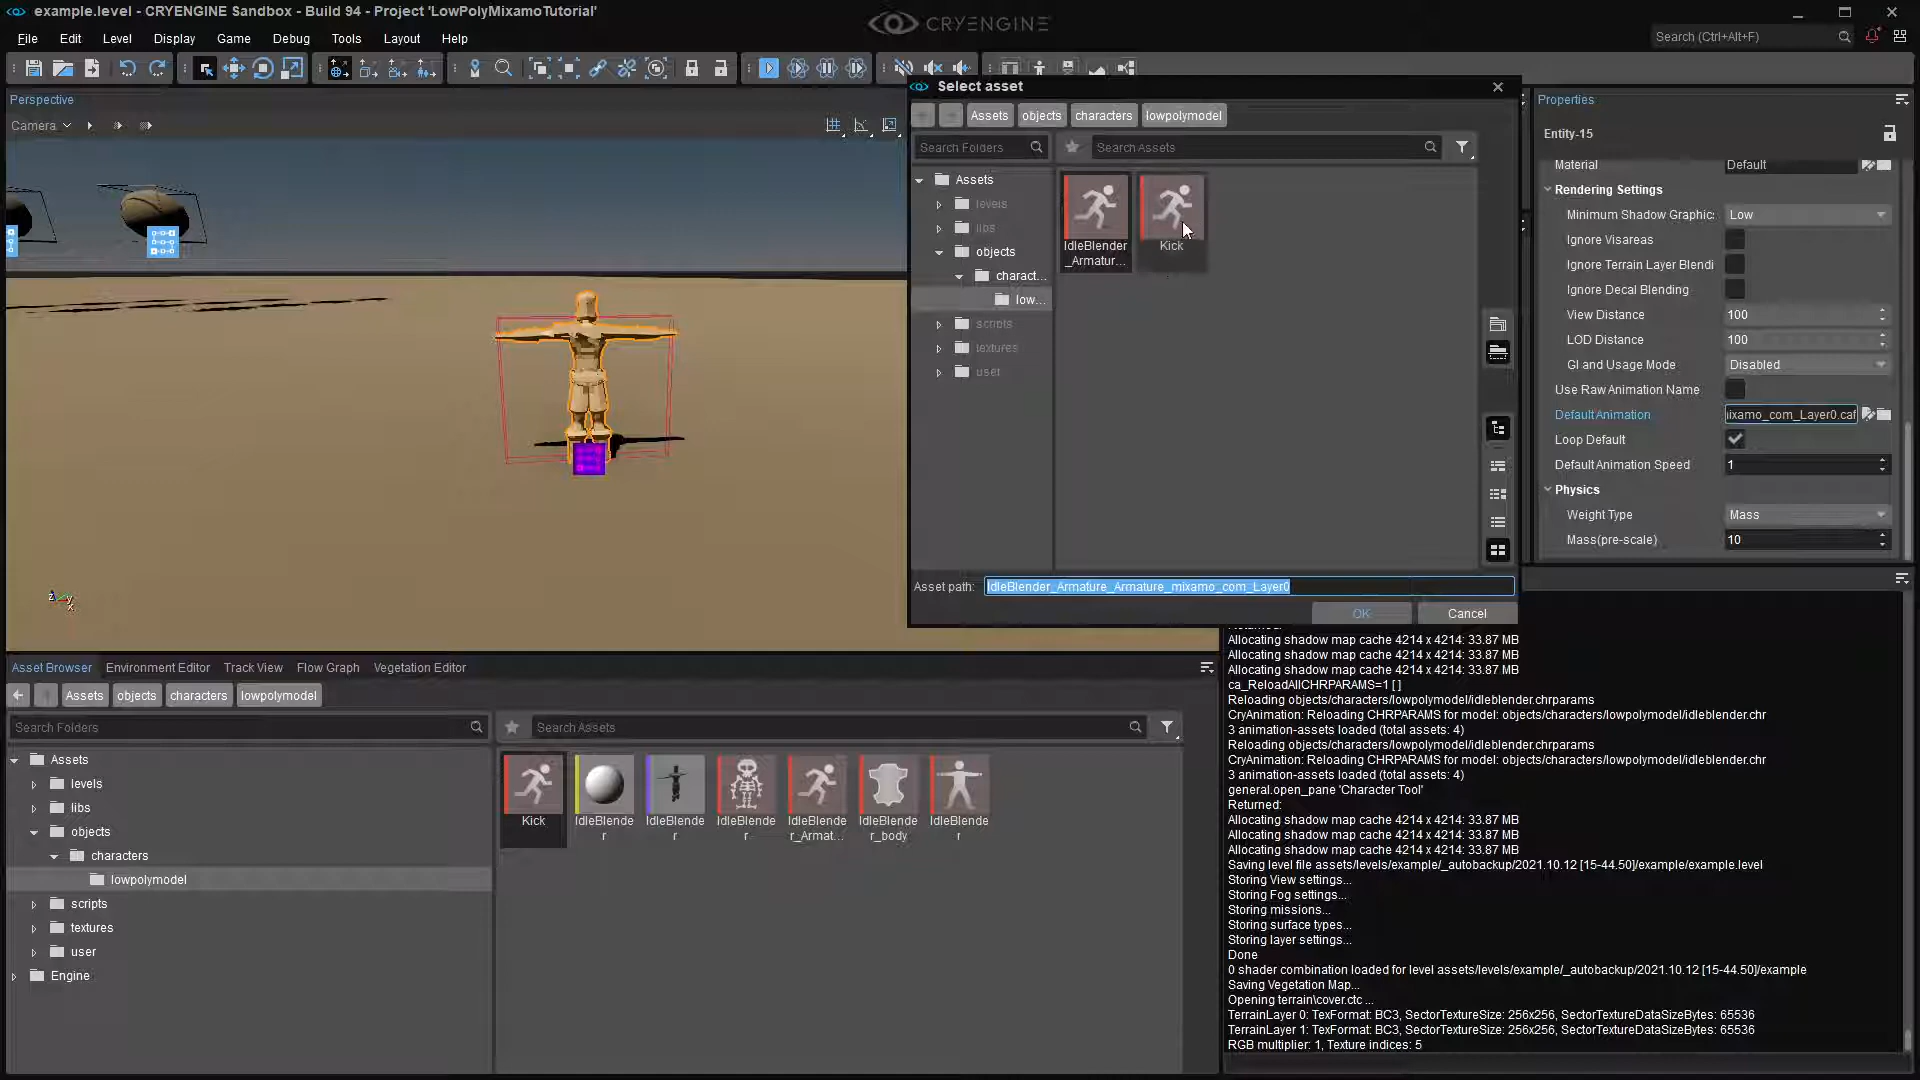 example.level - CRYENGINE Sandbox - Build 94 - Project 'LowPolyMixamoTutorial'
CRYENGINE
File Edit Level Display Game Debug Tools Layout Help
Search (Ctrl+Alt+F)
Perspective
Camera
Select asset
Assets objects characters lowpolymodel
Search Folders
Search Assets
Assets
levels
libs
objects
charact...
low...
scripts
textures
user
IdleBlender
_Armatur...
Kick
Asset path: IdleBlender_Armature_Armature_mixamo_com_Layer0
OK Cancel
Properties
Entity-15
Material Default
Rendering Settings
Minimum Shadow Graphic: Low
Ignore Visareas
Ignore Terrain Layer Blendi
Ignore Decal Blending
View Distance 100
LOD Distance 100
GI and Usage Mode Disabled
Use Raw Animation Name
Default Animation ixamo_com_Layer0.caf
Loop Default
Default Animation Speed 1
Physics
Weight Type Mass
Mass(pre-scale) 10
Asset Browser Environment Editor Track View Flow Graph Vegetation Editor
Assets objects characters lowpolymodel
Search Folders
Search Assets
Assets
levels
libs
objects
characters
lowpolymodel
scripts
textures
user
Engine
Kick
IdleBlende
r
IdleBlende
r
IdleBlende
r
IdleBlende
r_Armat...
IdleBlende
r_body
IdleBlende
r
Returned:
Allocating shadow map cache 4214 x 4214: 33.87 MB
Allocating shadow map cache 4214 x 4214: 33.87 MB
Allocating shadow map cache 4214 x 4214: 33.87 MB
ca_ReloadAllCHRPARAMS=1 [ ]
Reloading objects/characters/lowpolymodel/idleblender.chrparams
CryAnimation: Reloading CHRPARAMS for model: objects/characters/lowpolymodel/idleblender.chr
3 animation-assets loaded (total assets: 4)
Reloading objects/characters/lowpolymodel/idleblender.chrparams
CryAnimation: Reloading CHRPARAMS for model: objects/characters/lowpolymodel/idleblender.chr
3 animation-assets loaded (total assets: 4)
general.open_pane 'Character Tool'
Returned:
Allocating shadow map cache 4214 x 4214: 33.87 MB
Allocating shadow map cache 4214 x 4214: 33.87 MB
Allocating shadow map cache 4214 x 4214: 33.87 MB
Saving level file assets/levels/example/_autobackup/2021.10.12 [15-44.50]/example/example.level
Storing View settings...
Storing Fog settings...
Storing missions...
Storing surface types...
Storing layer settings...
Done
0 shader combination loaded for level assets/levels/example/_autobackup/2021.10.12 [15-44.50]/example
Saving Vegetation Map...
Opening terrain\cover.ctc ...
TerrainLayer 0: TexFormat: BC3, SectorTextureSize: 256x256, SectorTextureDataSizeBytes: 65536
TerrainLayer 1: TexFormat: BC3, SectorTextureSize: 256x256, SectorTextureDataSizeBytes: 65536
RGB multiplier: 1, Texture indices: 5